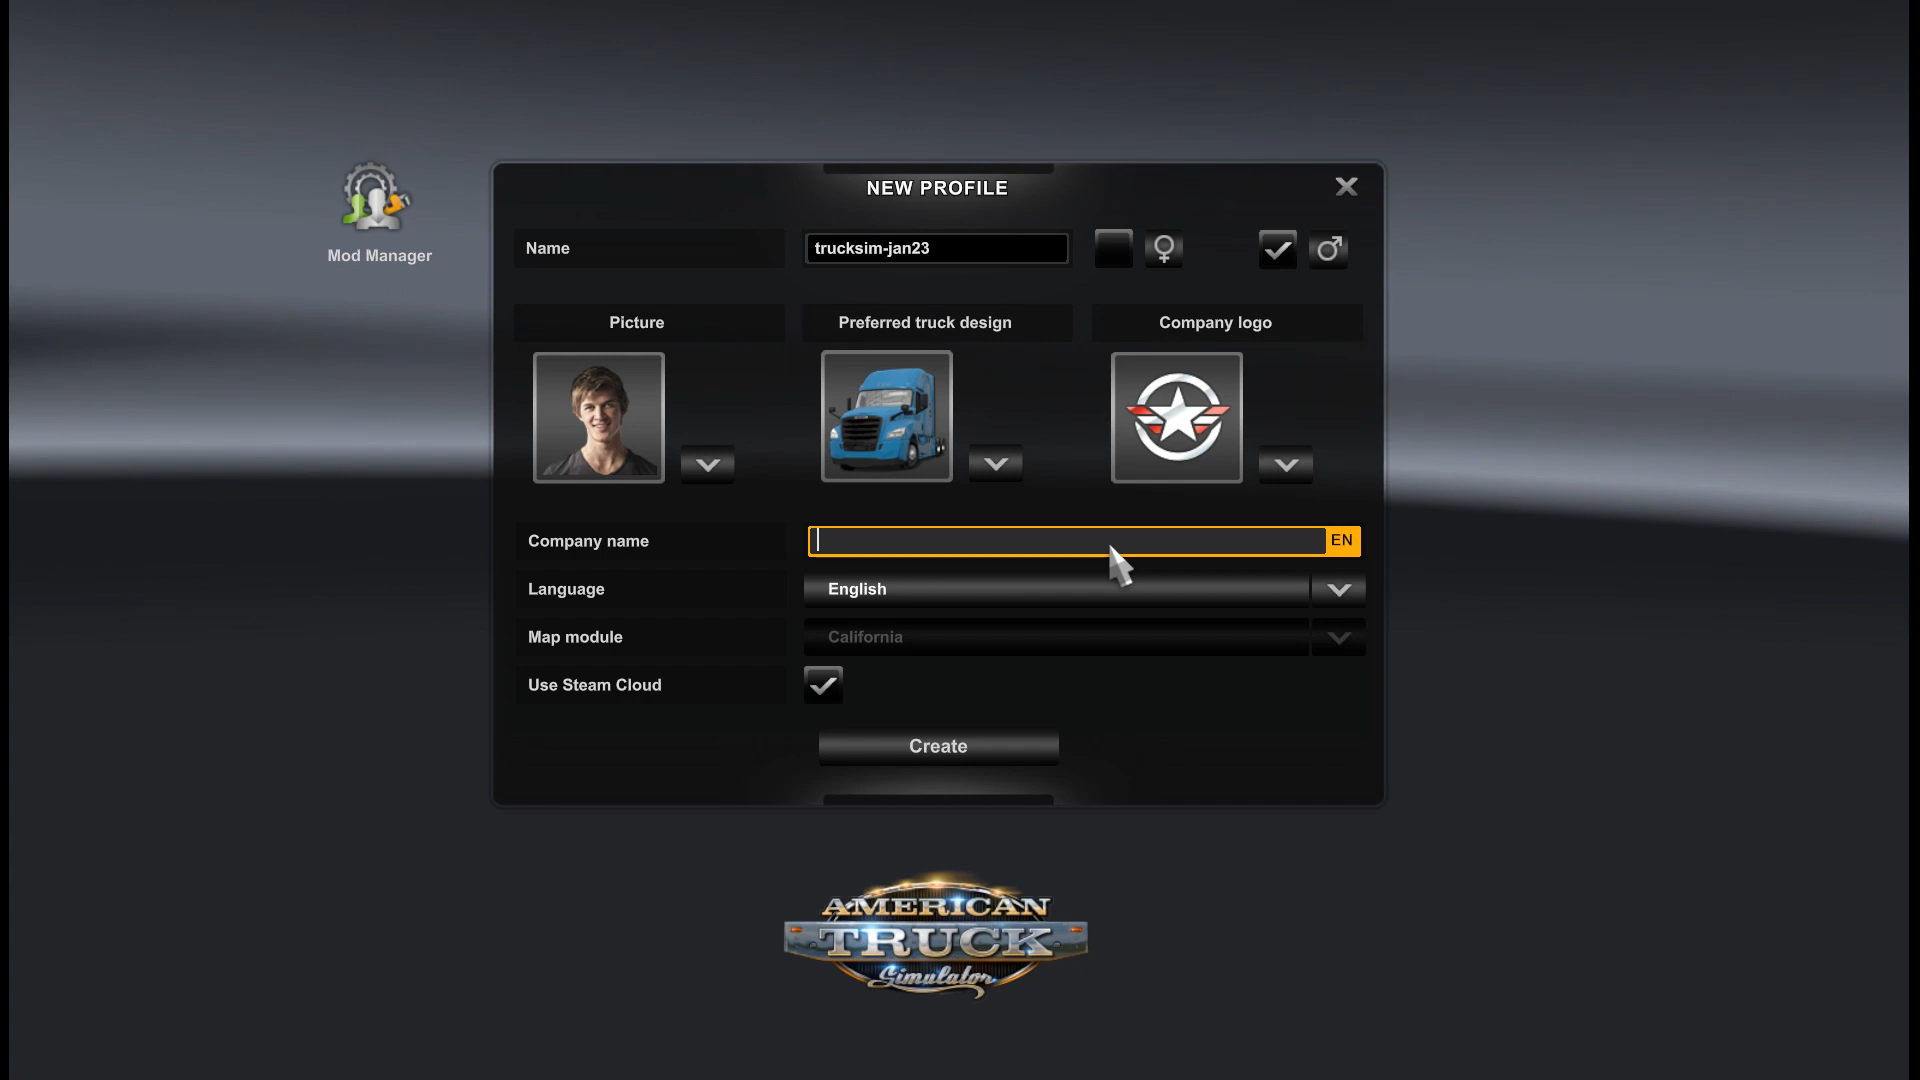 NEW PROFILE
Mod Manager
Name
trucksim-jan23
Picture
Preferred truck design
Company logo
Company name
EN
Language
English
Map module
California
Use Steam Cloud
Create
AMERICAN
TRUCK
Simulator